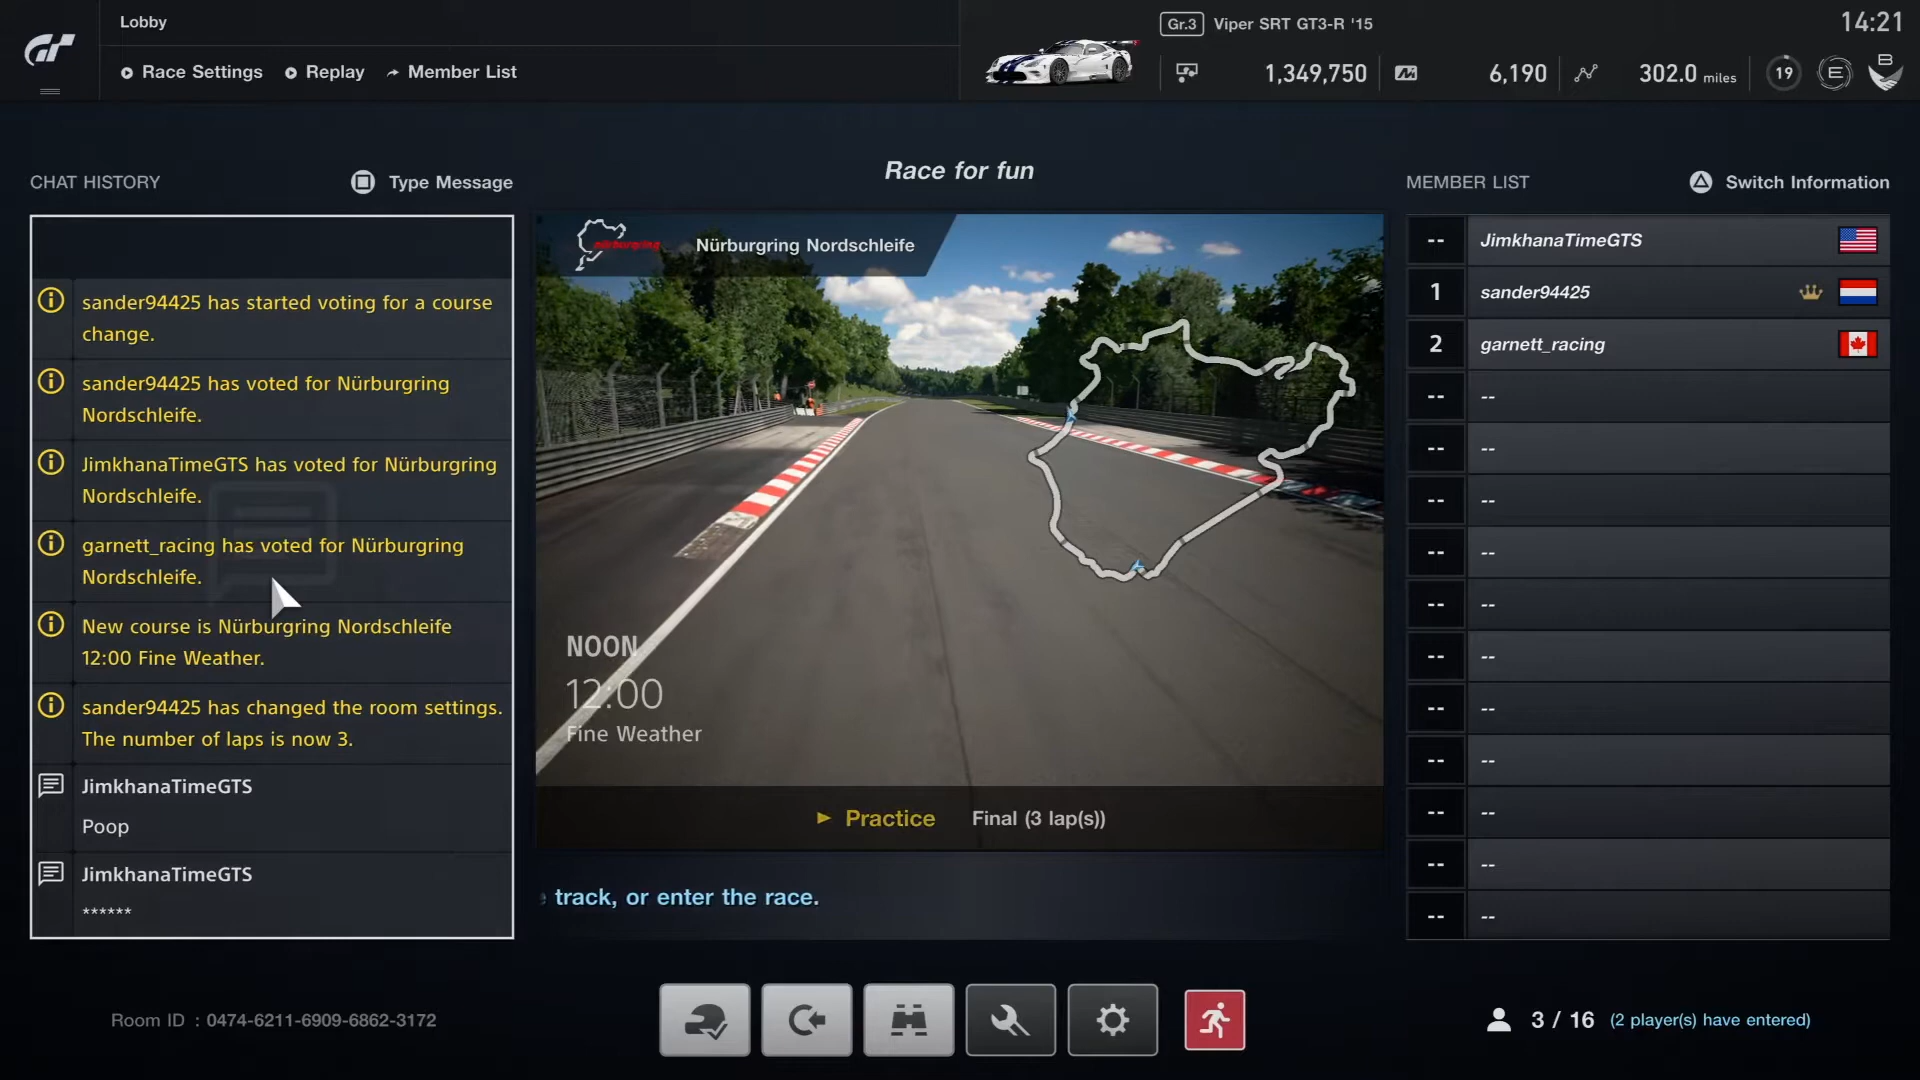 Lobby
Race Settings
Replay
Member List
Gr.3
Viper SRT GT3-R '15
14:21
1,349,750
6,190
302.0 miles
19
E
B
CHAT HISTORY
Type Message
sander94425 has started voting for a course
change.
sander94425 has voted for Nürburgring
Nordschleife.
JimkhanaTimeGTS has voted for Nürburgring
Nordschleife.
garnett_racing has voted for Nürburgring
Nordschleife.
New course is Nürburgring Nordschleife
12:00 Fine Weather.
sander94425 has changed the room settings.
The number of laps is now 3.
JimkhanaTimeGTS
Poop
JimkhanaTimeGTS
******
Race for fun
nürburgring
Nürburgring Nordschleife
NOON
12:00
Fine Weather
Practice
Final (3 lap(s))
track, or enter the race.
MEMBER LIST
Switch Information
-- JimkhanaTimeGTS
1 sander94425
2 garnett_racing
-- --
-- --
-- --
-- --
-- --
-- --
-- --
-- --
-- --
-- --
-- --
Room ID : 0474-6211-6909-6862-3172
3 / 16 (2 player(s) have entered)